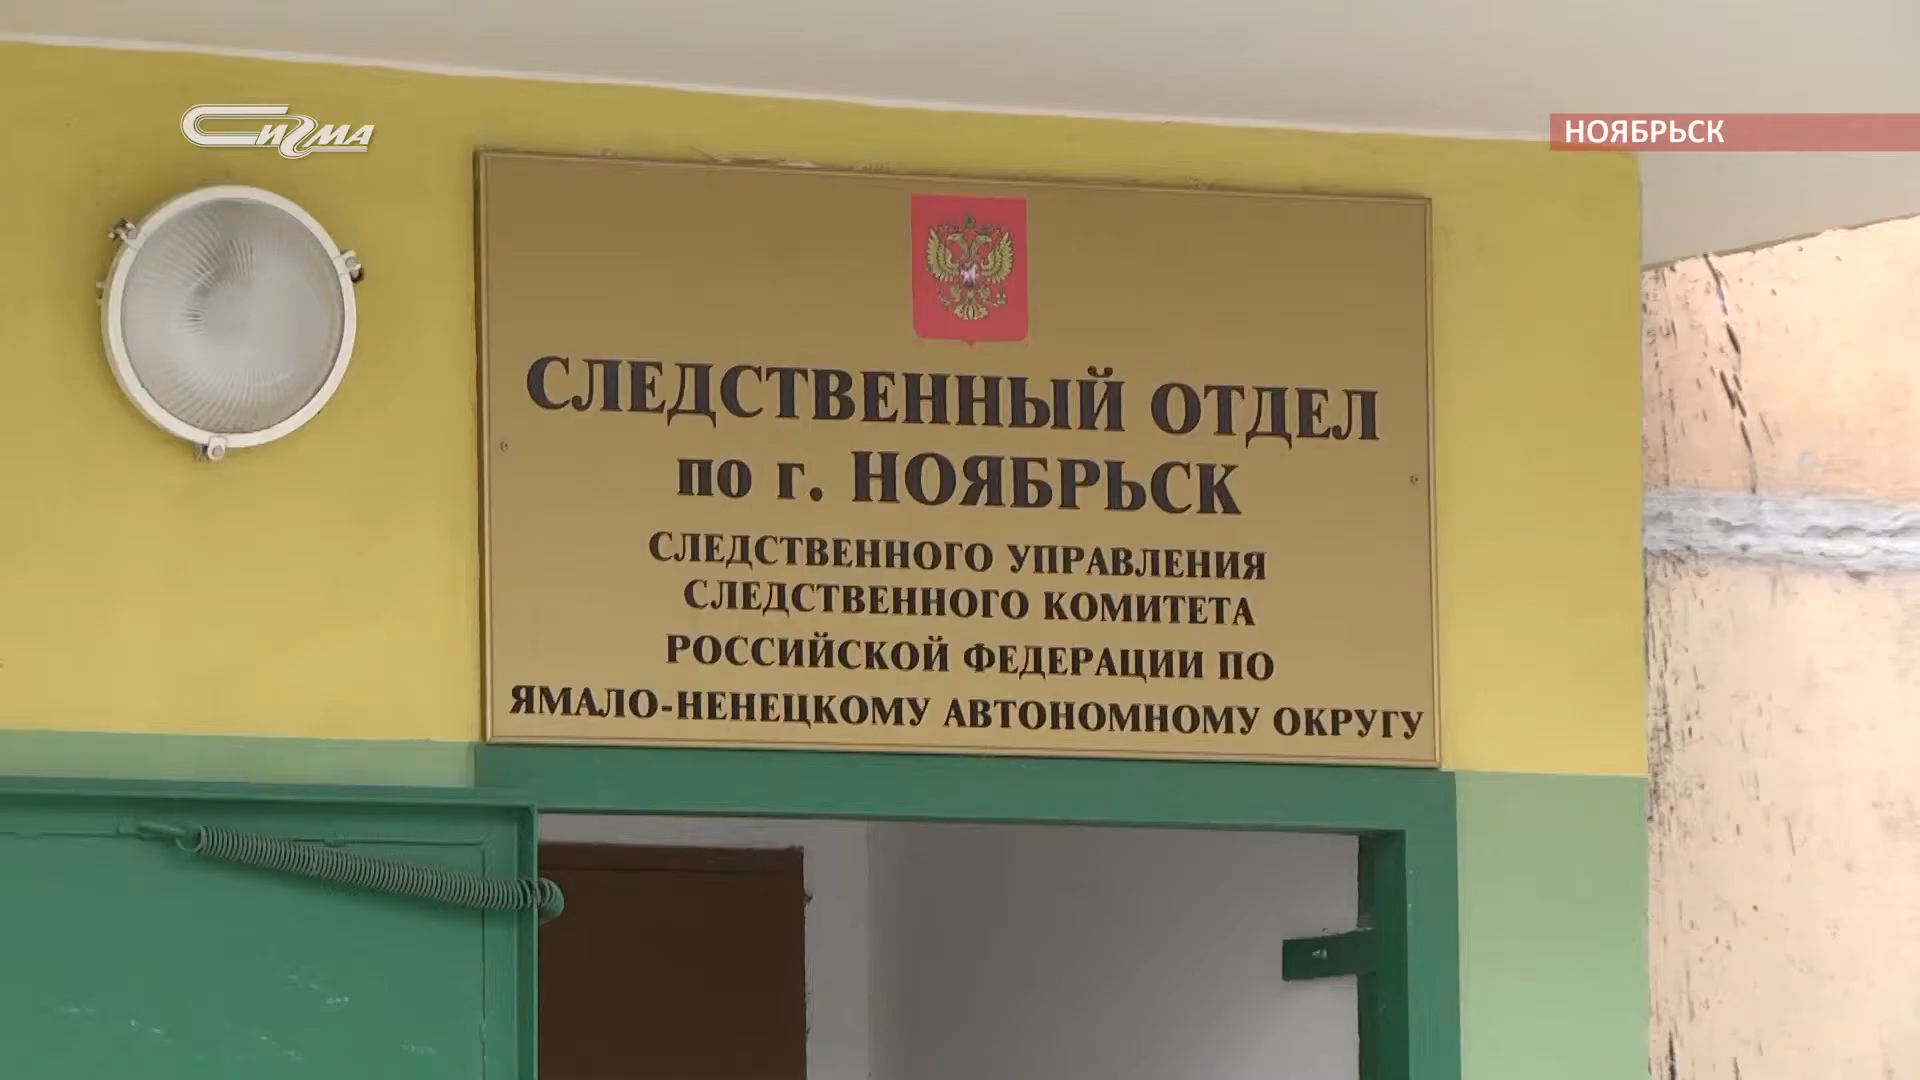 СИГМА
НОЯБРЬСК
СЛЕДСТВЕННЫЙ ОТДЕЛ
по г. НОЯБРЬСК
СЛЕДСТВЕННОГО УПРАВЛЕНИЯ
СЛЕДСТВЕННОГО КОМИТЕТА
РОССИЙСКОЙ ФЕДЕРАЦИИ ПО
ЯМАЛО-НЕНЕЦКОМУ АВТОНОМНОМУ ОКРУГУ